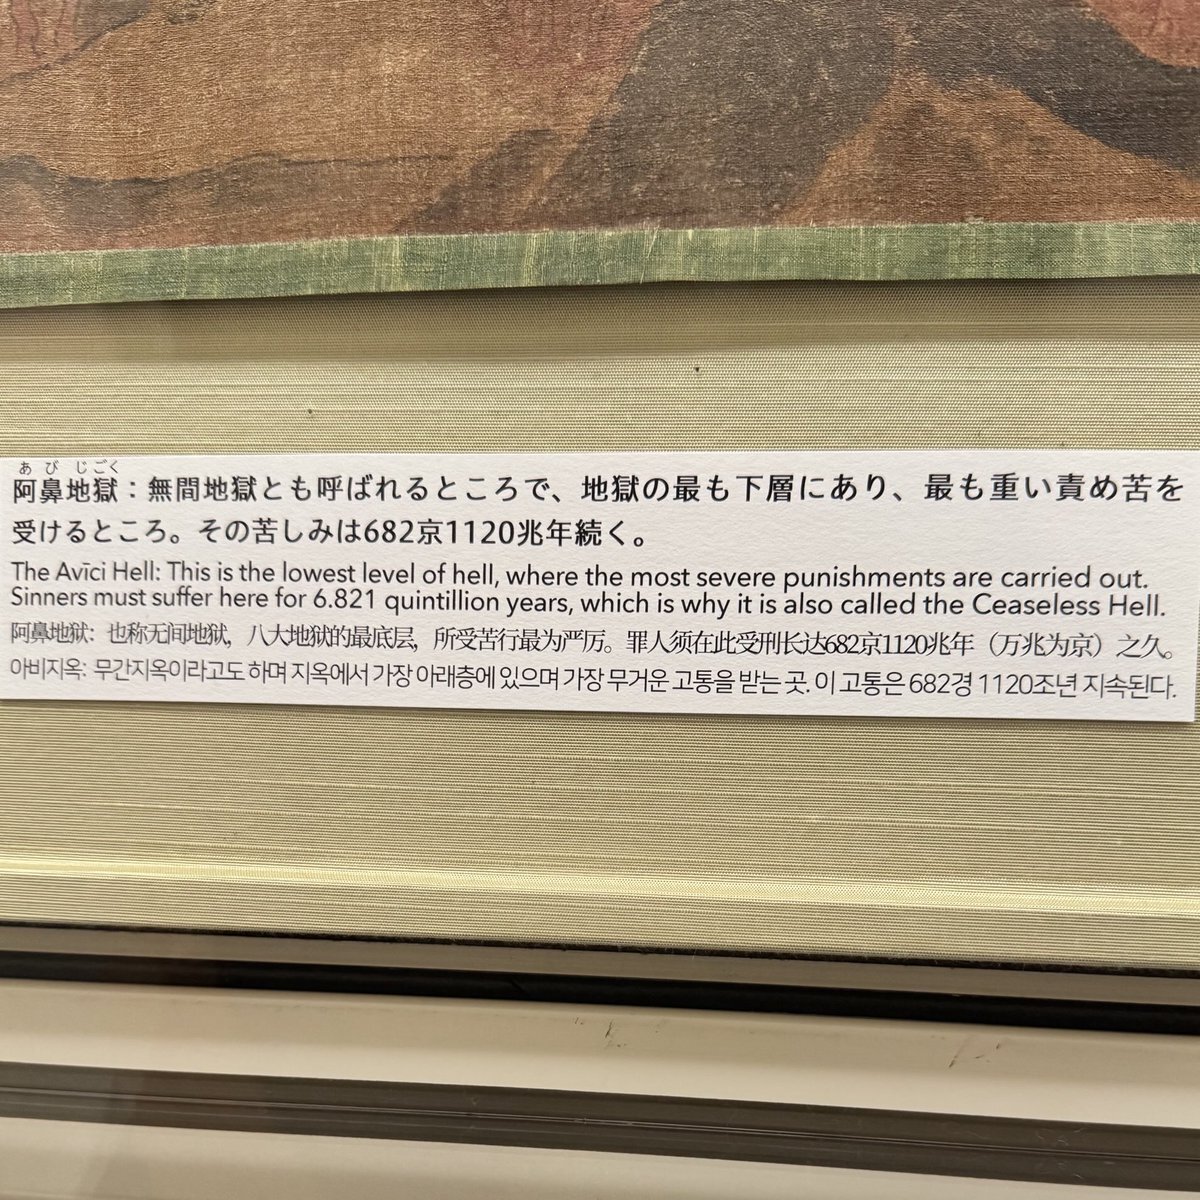 あびじごく
阿鼻地獄：無間地獄とも呼ばれるところで、地獄の最も下層にあり、最も重い責め苦を
受けるところ。その苦しみは682京1120兆年続く。
The Avīci Hell: This is the lowest level of hell, where the most severe punishments are carried out.
Sinners must suffer here for 6.821 quintillion years, which is why it is also called the Ceaseless Hell.
阿鼻地狱：也称无间地狱，八大地狱的最底层，所受苦行最为严厉。罪人须在此受刑长达682京1120兆年（万兆为京）之久。
아비지옥: 무간지옥이라고도 하며 지옥에서 가장 아래층에 있으며 가장 무거운 고통을 받는 곳. 이 고통은 682경 1120조년 지속된다.